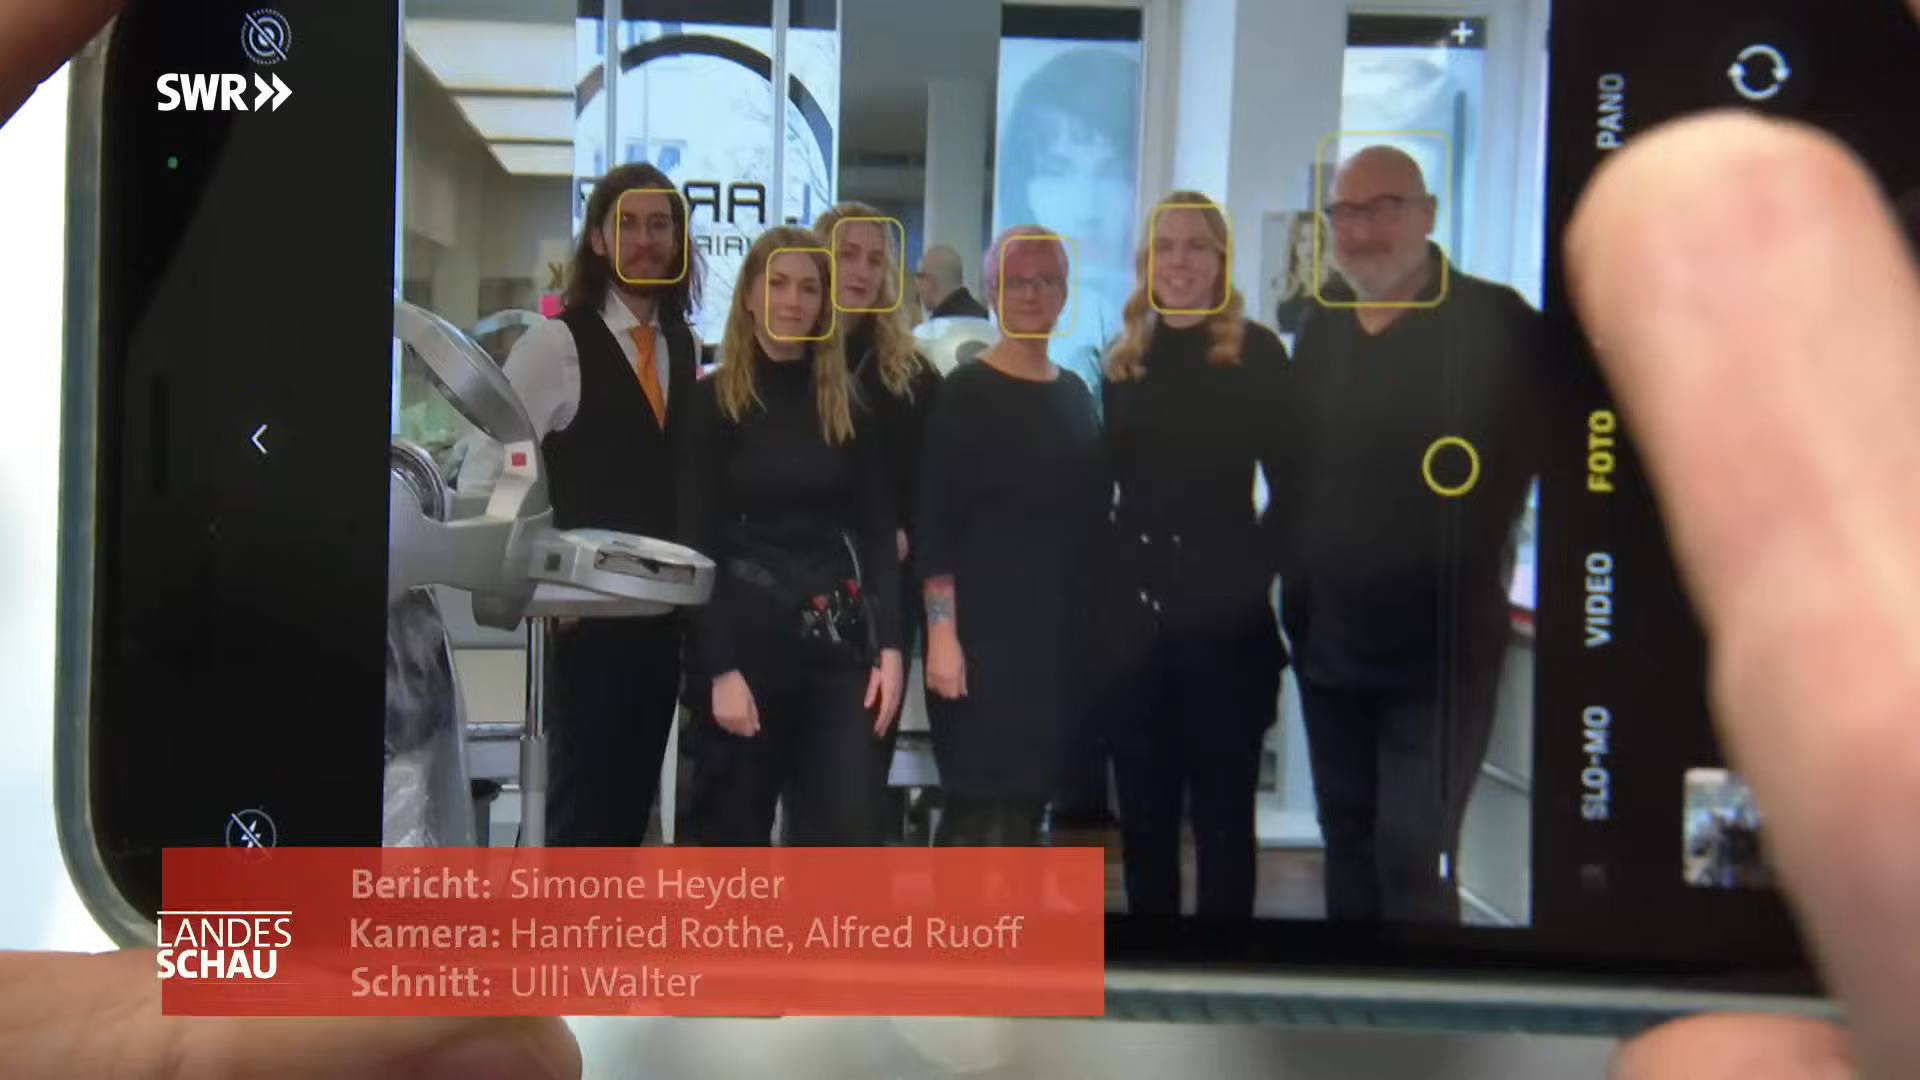 SWR
PANO
FOTO
VIDEO
SLO-MO
Bericht: Simone Heyder
Kamera: Hanfried Rothe, Alfred Ruoff
Schnitt: Ulli Walter
LANDES
SCHAU